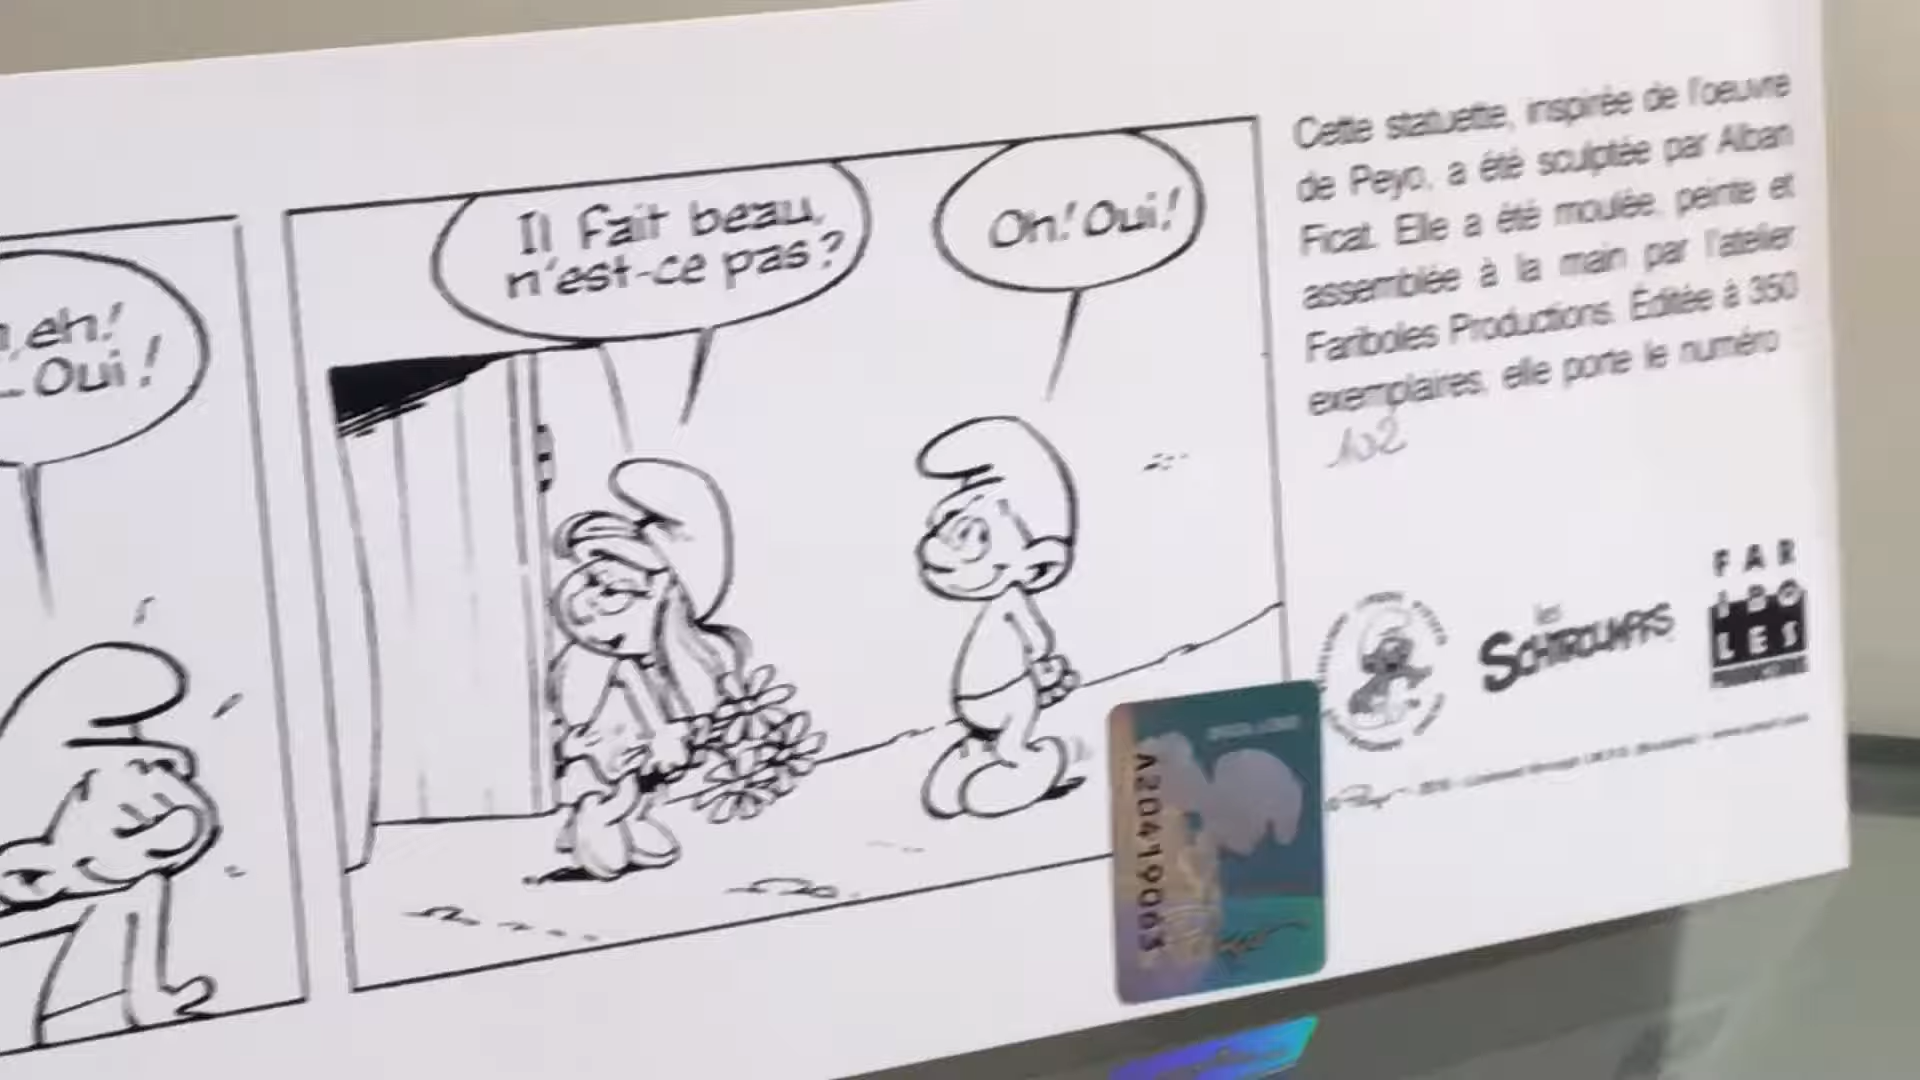 eh!
Oui!
Il fait beau,
n'est-ce pas?
Oh! Oui!
Cette statuette, inspirée de l'oeuvre
de Peyo, a été sculptée par Alban
Ficat. Elle a été moulée, peinte et
assemblée à la main par l'atelier
Fariboles Productions. Éditée à 350
exemplaires, elle porte le numéro :
102
les
SCHTROUMPFS
FAR
IBO
LES
PRODUCTIONS
A20419063